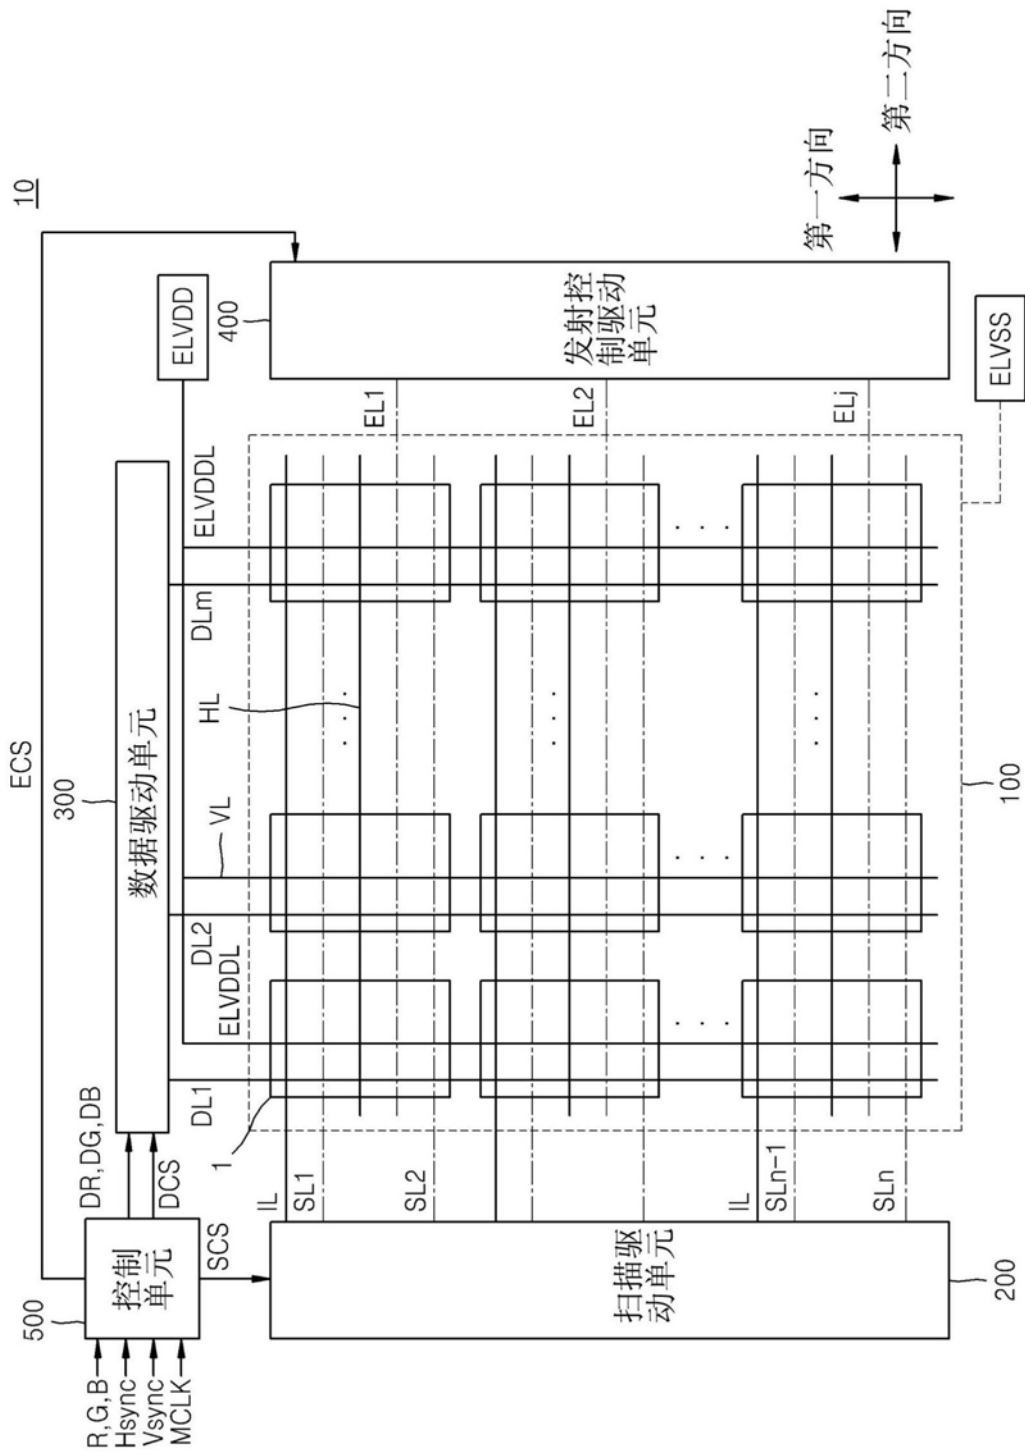 10
ECS
300
数据驱动单元
ELVDD
500
控制
单元
R,G,B
Hsync
Vsync
MCLK
DR,DG,DB
DCS
SCS
DL1
ELVDDL
DL2
VL
HL
DLm
ELVDDL
400
发射控
制驱动
单元
1
IL
SL1
SL2
IL
SLn-1
SLn
EL1
EL2
ELj
扫描驱
动单元
200
100
ELVSS
第一方向
第二方向